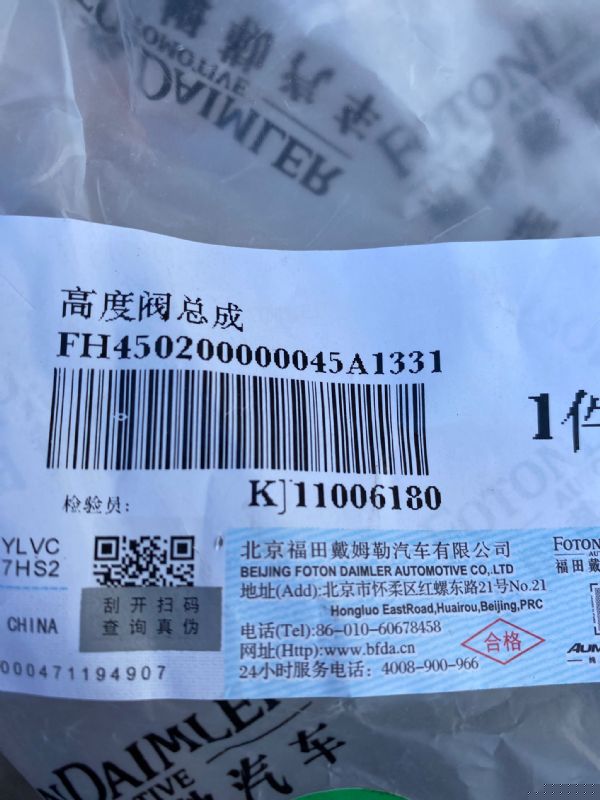 DAIMLER
高度阀总成
FH450200000045A1331
1件
检验员:
KJ11006180
YLVC
7HS2
CHINA
刮开扫码
查询真伪
000471194907
北京福田戴姆勒汽车有限公司
BEIJING FOTON DAIMLER AUTOMOTIVE CO,LTD
地址(Add):北京市怀柔区红螺东路21号No.21
Hongluo EastRoad,Huairou,Beijing,PRC
电话(Tel):86-010-60678458
网址(Http):www.bfda.cn
24小时服务电话: 4008-900-966
合格
FOTON
福田戴
AUM
DAIMLER
汽车